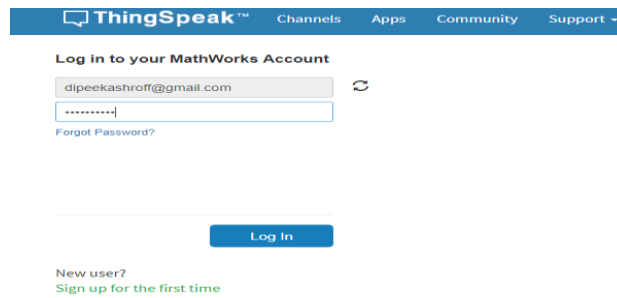 ThingSpeak™ Channels Apps Community Support
Log in to your MathWorks Account
dipeekashroff@gmail.com
••••••••••
Forgot Password?
Log In
New user?
Sign up for the first time